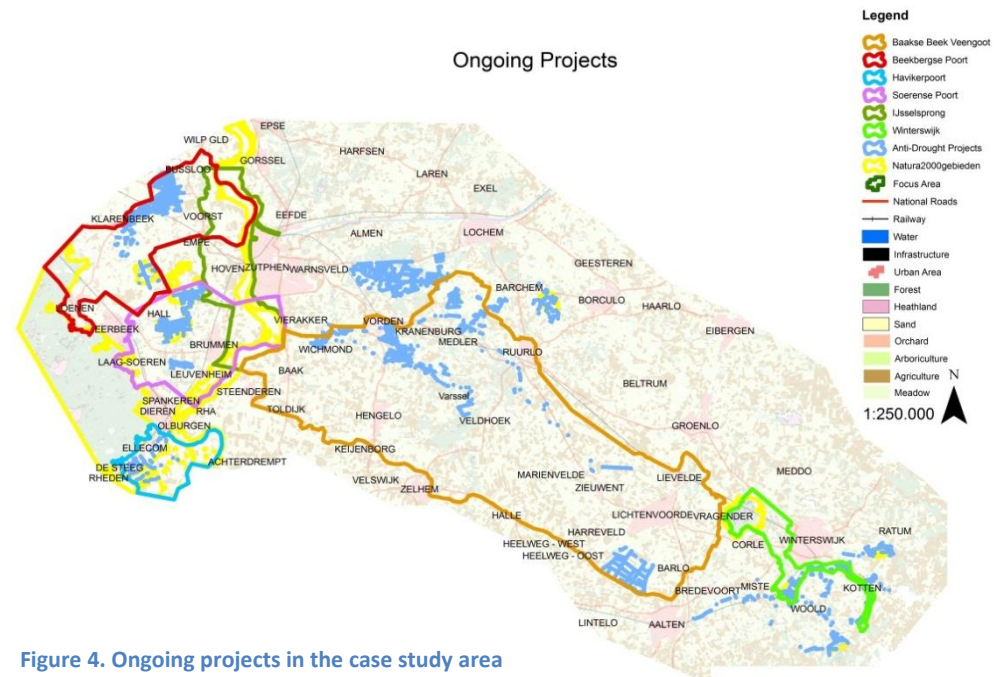 Ongoing Projects
Legend
Baakse Beek Veengoot
Beekbergse Poort
Havikerpoort
Soerense Poort
IJsselsprong
Winterswijk
Anti-Drought Projects
Natura2000gebieden
Focus Area
National Roads
Railway
Water
Infrastructure
Urban Area
Forest
Heathland
Sand
Orchard
Arboriculture
Agriculture
Meadow
N
1:250.000
EPSE
WILP GLD
GORSSEL
HARFSEN
BUSSLOO
LAREN
EXEL
KLARENBEEK
VOORST
EEFDE
ALMEN
LOCHEM
EMPE
HOVEN
ZUTPHEN
WARNSVELD
GEESTEREN
BARCHEM
BORCULO
HAARLO
LOENEN
EERBEEK
HALL
VIERAKKER
VORDEN
KRANENBURG
MEDLER
EIBERGEN
BRUMMEN
WICHMOND
RUURLO
LAAG-SOEREN
LEUVENHEIM
BAAK
STEENDEREN
Varssel
BELTRUM
SPANKEREN
DIEREN
RHA
TOLDIJK
HENGELO
VELDHOEK
GROENLO
OLBURGEN
ELLECOM
ACHTERDREMPT
KEIJENBORG
DE STEEG
RHEDEN
VELSWIJK
ZELHEM
MARIENVELDE
ZIEUWENT
LIEVELDE
MEDDO
HALLE
LICHTENVOORDE
VRAGENDER
HARREVELD
CORLE
WINTERSWIJK
RATUM
HEELWEG - WEST
HEELWEG - OOST
BARLO
BREDEVOORT
MISTE
KOTTEN
WOOLD
LINTELO
AALTEN
Figure 4. Ongoing projects in the case study area